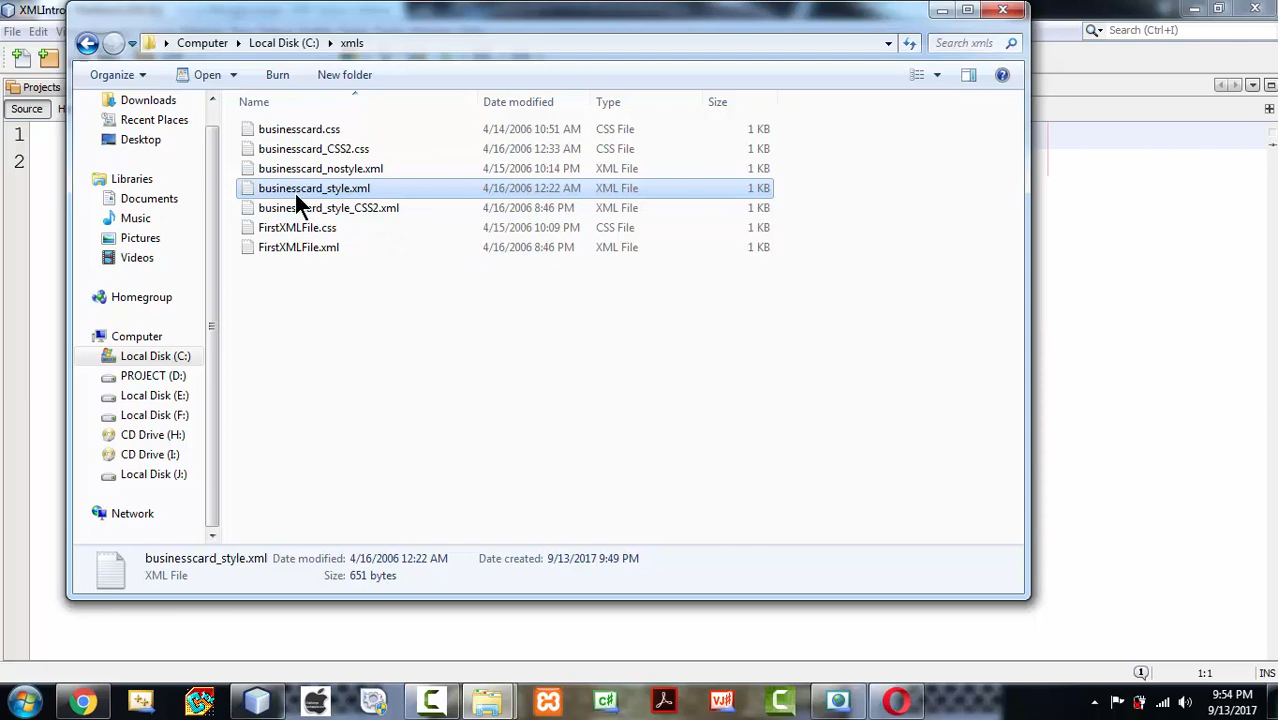 XMLIntro
File Edit
Search (Ctrl+I)
Projects
Source H
1
2
Computer Local Disk (C:) xmls
Search xmls
Organize Open Burn New folder
Name Date modified Type Size
Downloads
Recent Places
Desktop
Libraries
Documents
Music
Pictures
Videos
Homegroup
Computer
Local Disk (C:)
PROJECT (D:)
Local Disk (E:)
Local Disk (F:)
CD Drive (H:)
CD Drive (I:)
Local Disk (J:)
Network
businesscard.css 4/14/2006 10:51 AM CSS File 1 KB
businesscard_CSS2.css 4/16/2006 12:33 AM CSS File 1 KB
businesscard_nostyle.xml 4/15/2006 10:14 PM XML File 1 KB
businesscard_style.xml 4/16/2006 12:22 AM XML File 1 KB
businesscard_style_CSS2.xml 4/16/2006 8:46 PM XML File 1 KB
FirstXMLFile.css 4/15/2006 10:09 PM CSS File 1 KB
FirstXMLFile.xml 4/16/2006 8:46 PM XML File 1 KB
businesscard_style.xml Date modified: 4/16/2006 12:22 AM Date created: 9/13/2017 9:49 PM
XML File Size: 651 bytes
1 1:1 INS
9:54 PM
9/13/2017